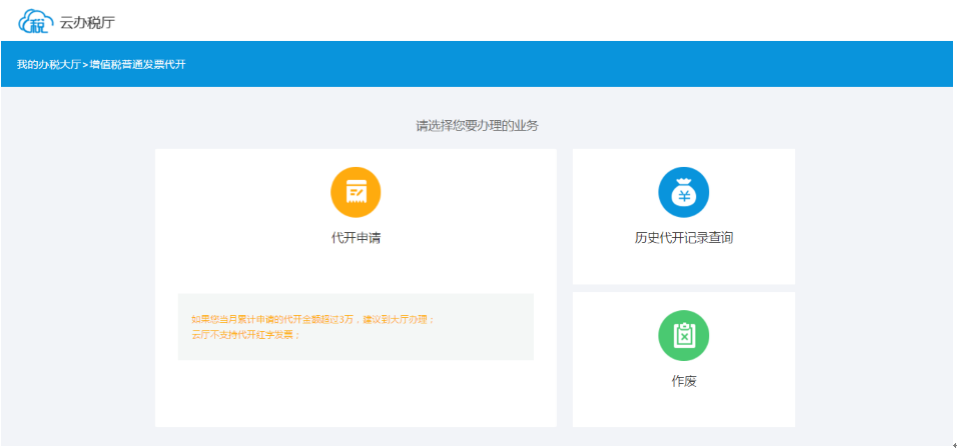 税 云办税厅
我的办税大厅>增值税普通发票代开
请选择您要办理的业务
代开申请
历史代开记录查询
如果您当月累计申请的代开金额超过3万，建议到大厅办理；
云厅不支持代开红字发票；
作废